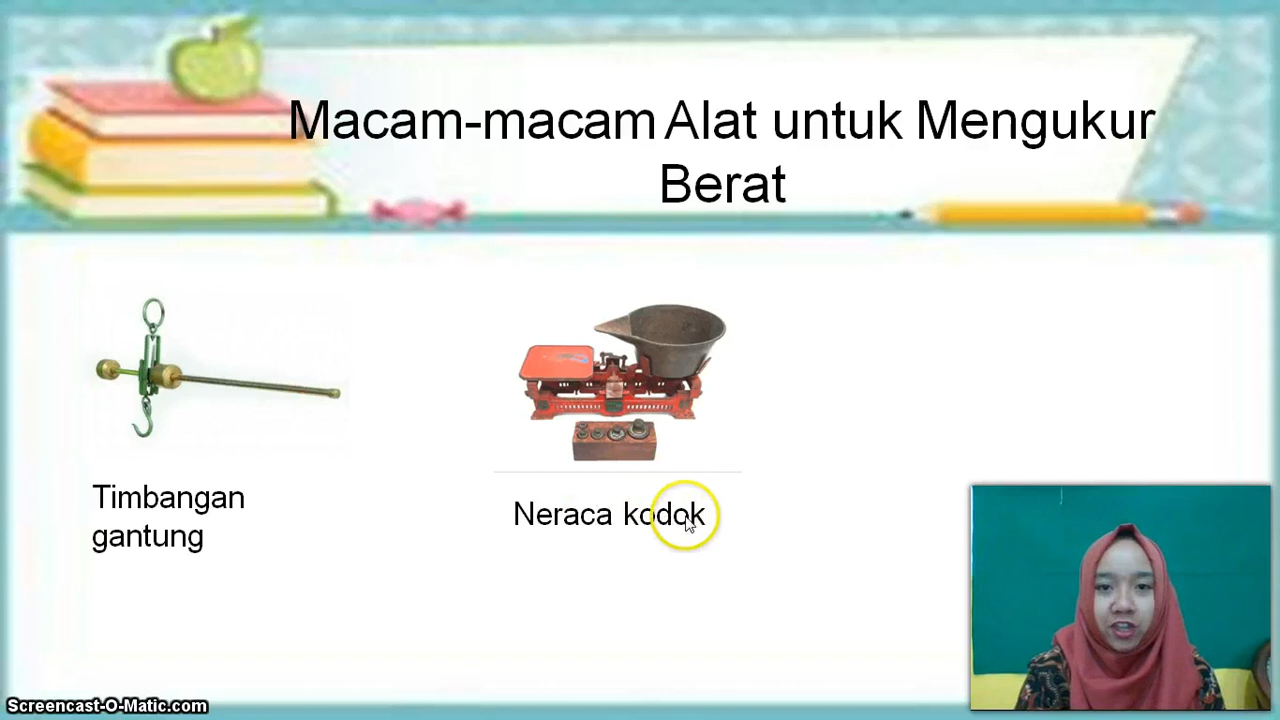 Macam-macam Alat untuk Mengukur
Berat
Timbangan
gantung
Neraca kodok
Screencast-O-Matic.com